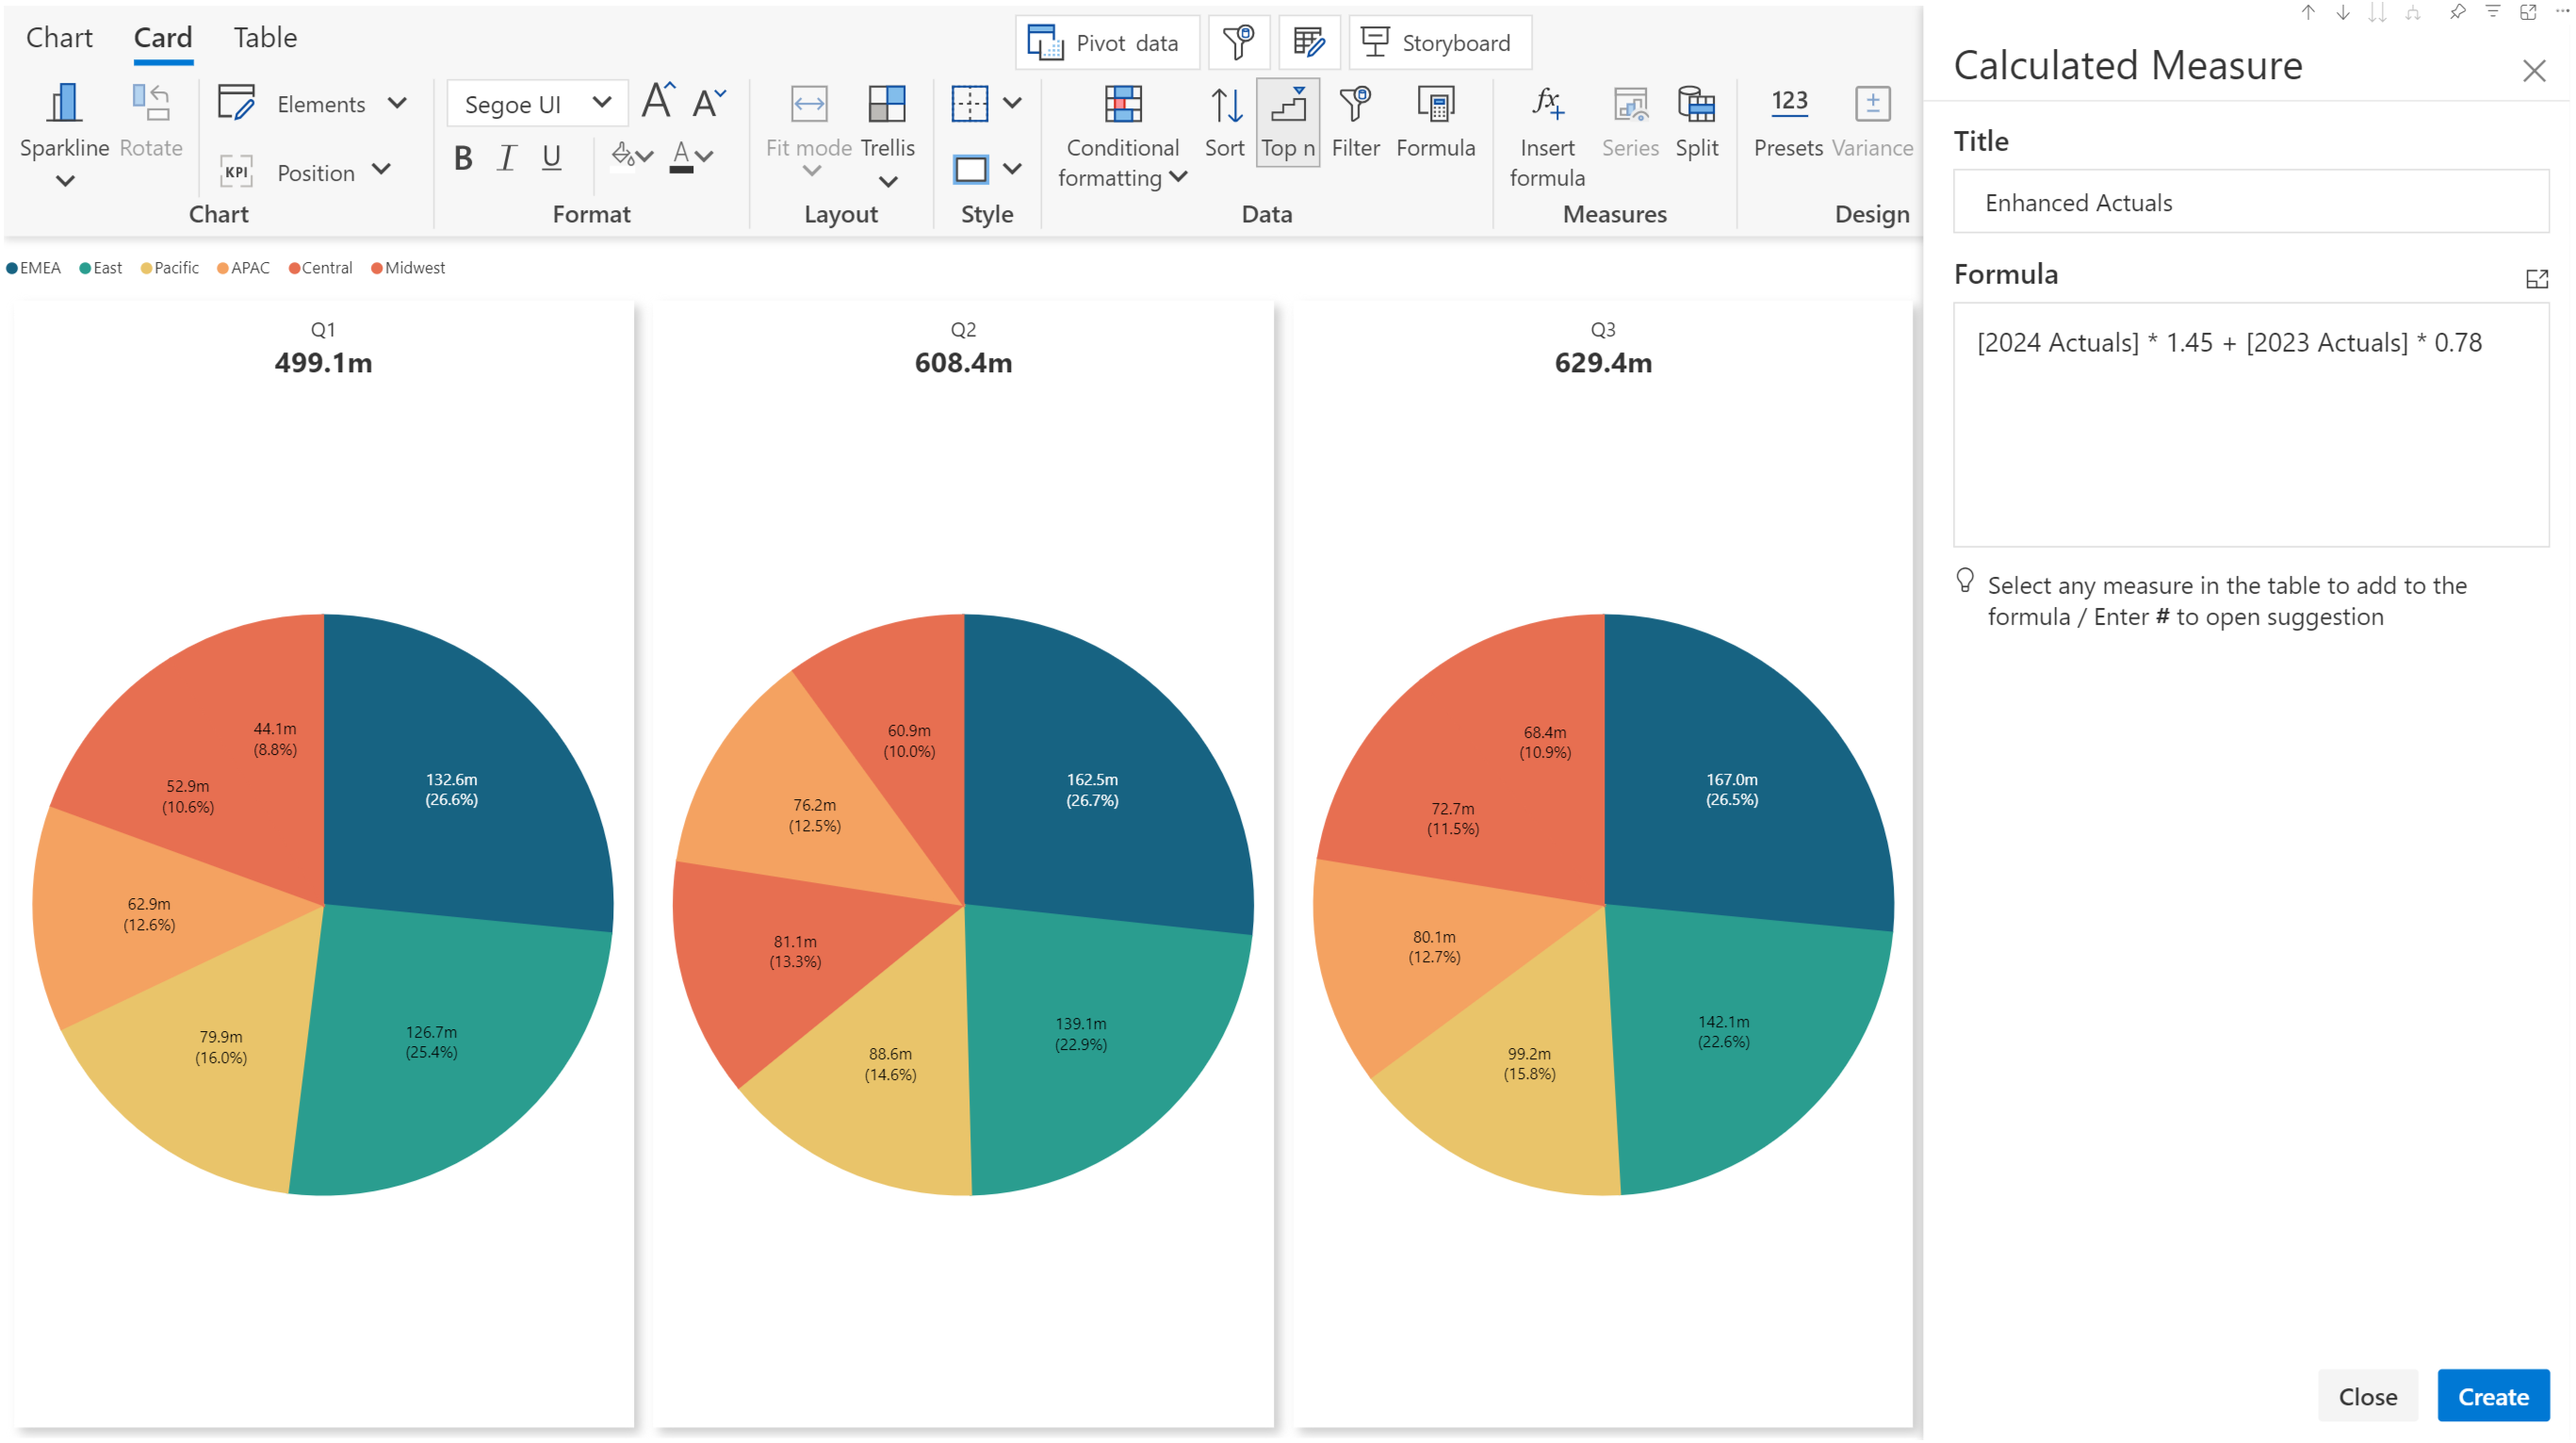 Chart Card Table
Pivot data Storyboard
Sparkline Rotate
Elements
KPI Position
Chart
Segoe UI A A
B I U A
Format
Fit mode Trellis
Layout
Style
Conditional
formatting
Sort Top n Filter Formula
Data
fx
Insert
formula
Series Split
Measures
123
Presets Variance
Design
EMEA East Pacific APAC Central Midwest
Q1
499.1m
44.1m
(8.8%)
52.9m
(10.6%)
132.6m
(26.6%)
62.9m
(12.6%)
79.9m
(16.0%)
126.7m
(25.4%)
Q2
608.4m
60.9m
(10.0%)
76.2m
(12.5%)
162.5m
(26.7%)
81.1m
(13.3%)
88.6m
(14.6%)
139.1m
(22.9%)
Q3
629.4m
68.4m
(10.9%)
72.7m
(11.5%)
167.0m
(26.5%)
80.1m
(12.7%)
99.2m
(15.8%)
142.1m
(22.6%)
Calculated Measure
Title
Enhanced Actuals
Formula
[2024 Actuals] * 1.45 + [2023 Actuals] * 0.78
Select any measure in the table to add to the
formula / Enter # to open suggestion
Close Create